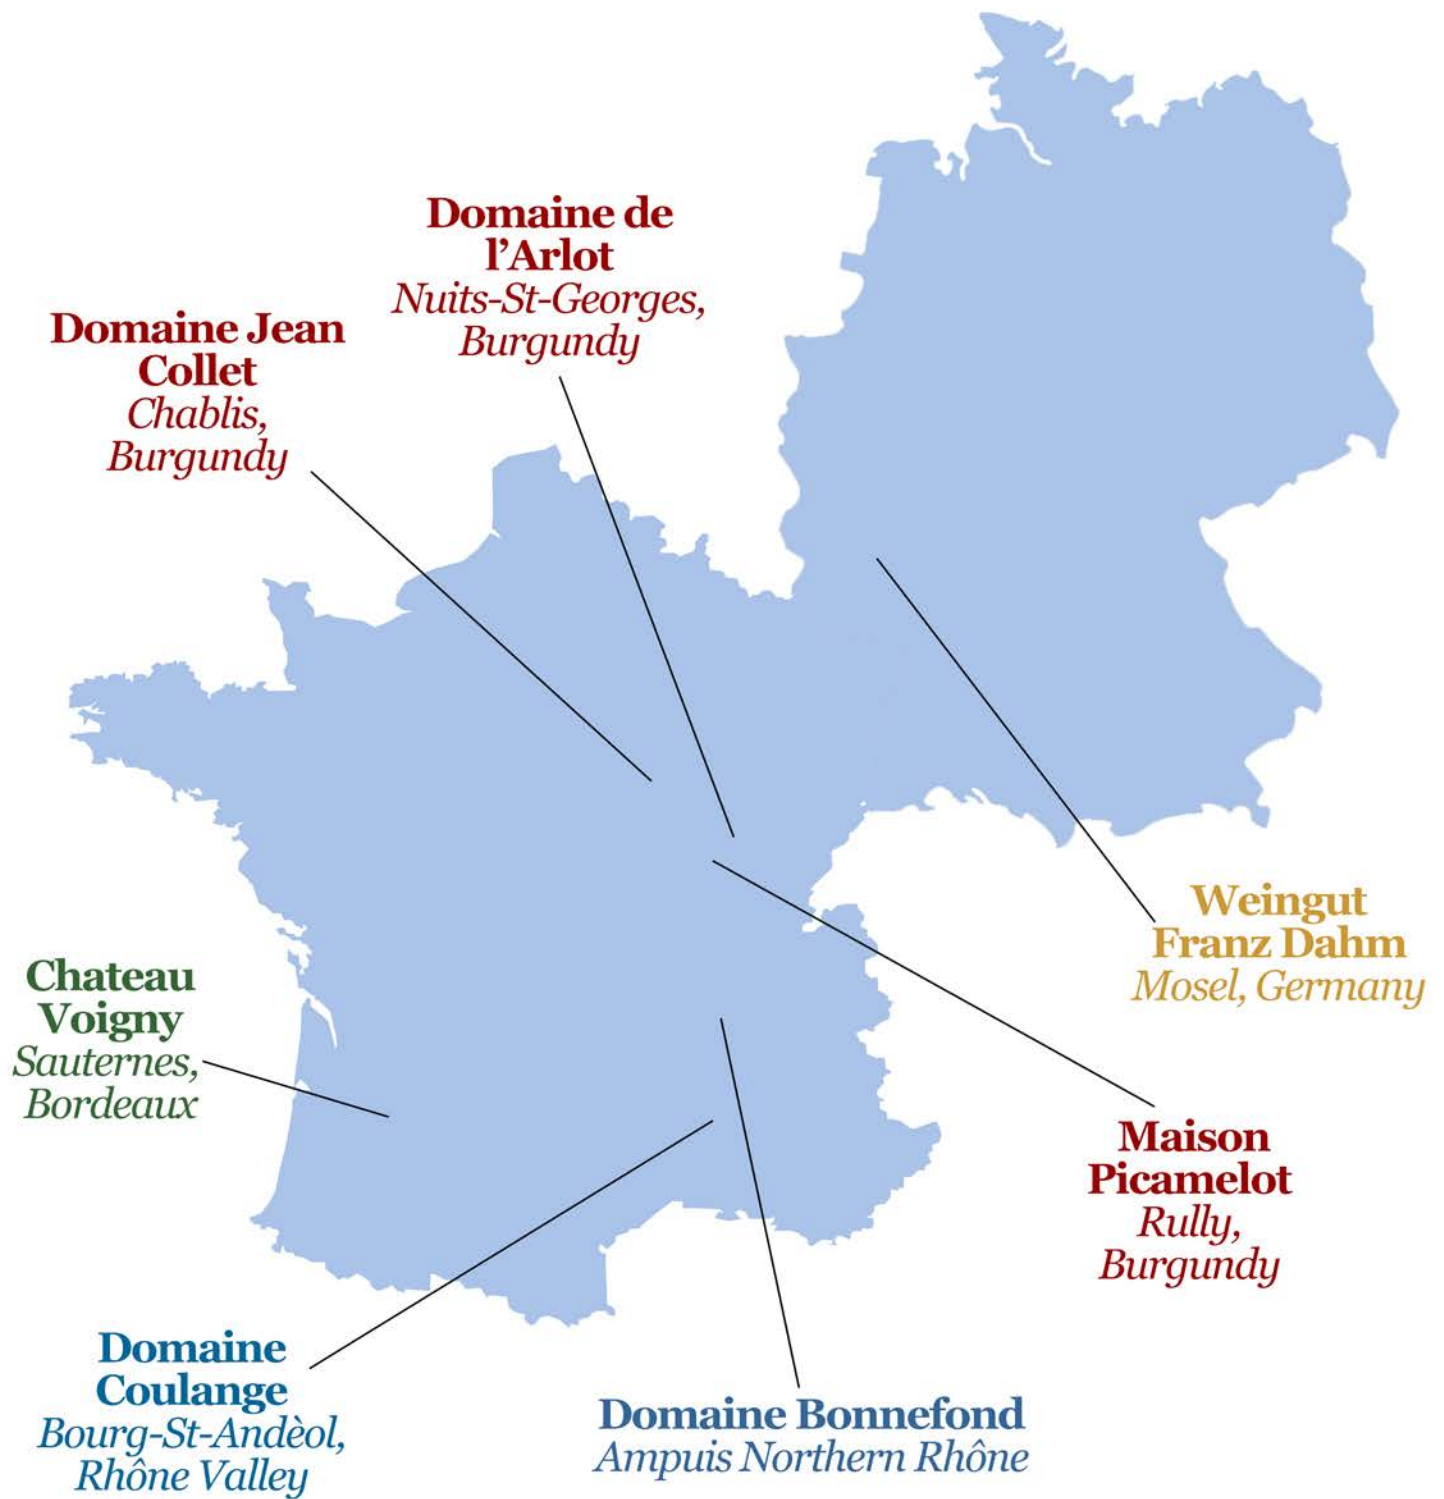 Domaine de
l’Arlot
Nuits-St-Georges,
Burgundy
Domaine Jean
Collet
Chablis,
Burgundy
Weingut
Franz Dahm
Mosel, Germany
Chateau
Voigny
Sauternes,
Bordeaux
Maison
Picamelot
Rully,
Burgundy
Domaine
Coulange
Bourg-St-Andèol,
Rhône Valley
Domaine Bonnefond
Ampuis Northern Rhône